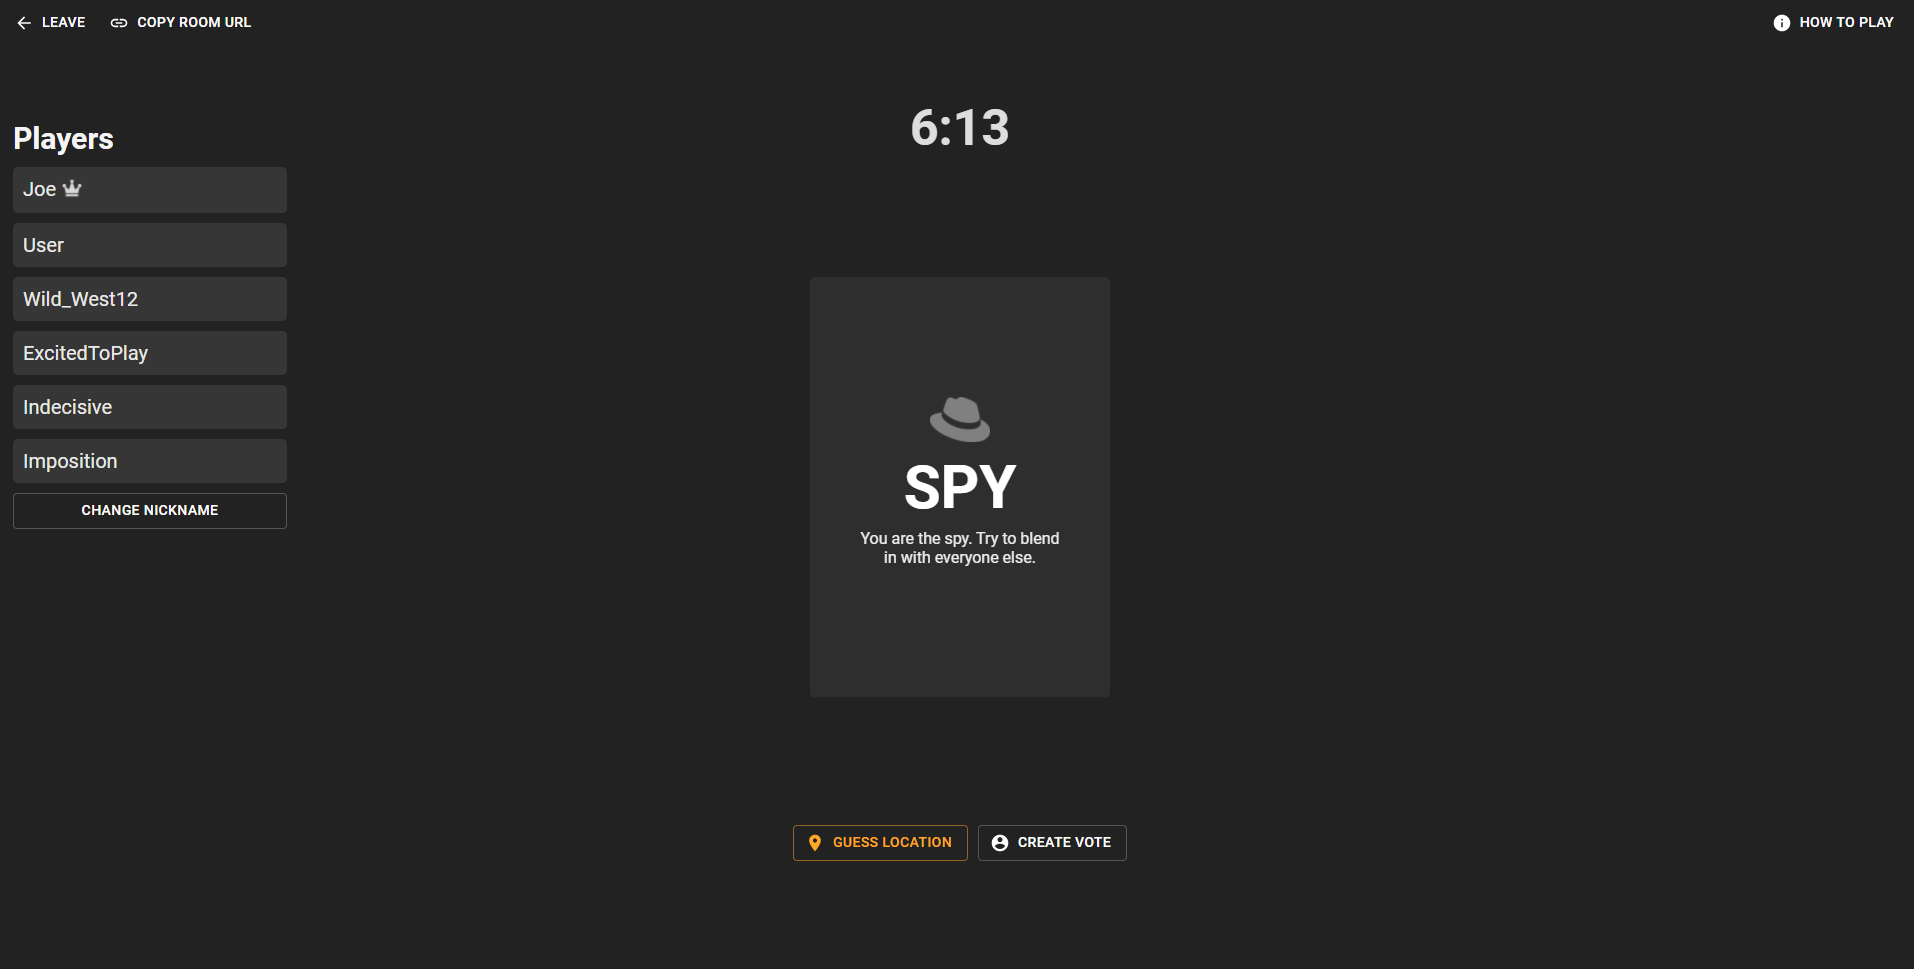 LEAVE
COPY ROOM URL
HOW TO PLAY
6:13
Players
Joe
User
Wild_West12
ExcitedToPlay
Indecisive
Imposition
CHANGE NICKNAME
SPY
You are the spy. Try to blend
in with everyone else.
GUESS LOCATION
CREATE VOTE